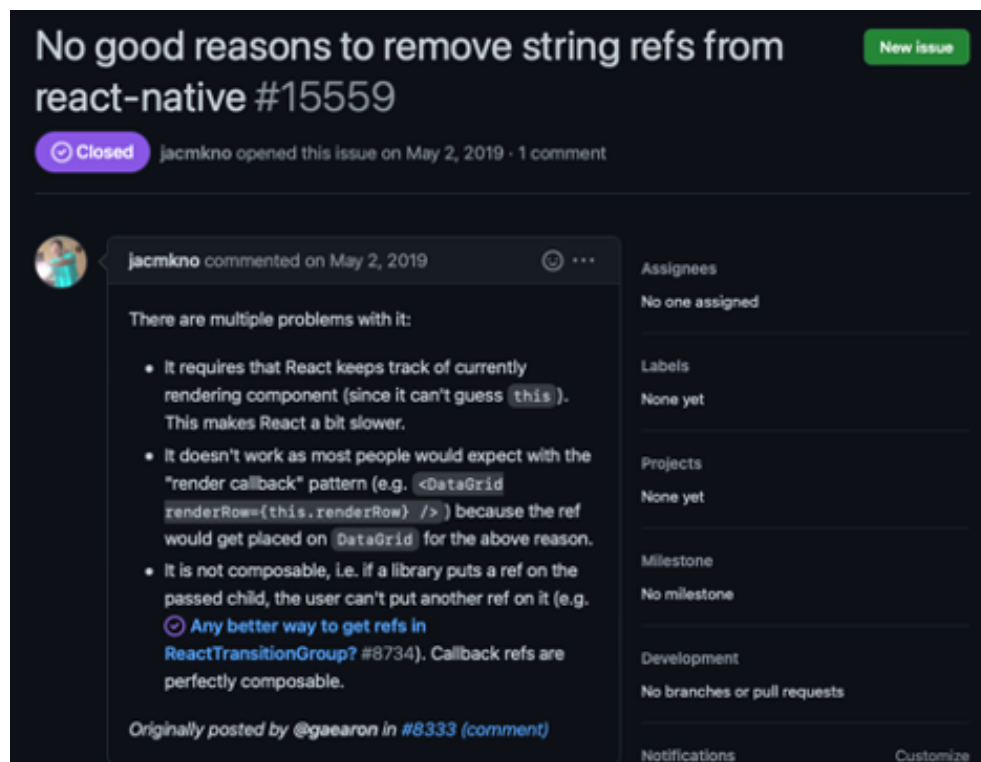 No good reasons to remove string refs from
react-native #15559
New issue
Closed
jacmkno opened this issue on May 2, 2019 · 1 comment
jacmkno commented on May 2, 2019
There are multiple problems with it:
• It requires that React keeps track of currently
rendering component (since it can't guess this).
This makes React a bit slower.
• It doesn't work as most people would expect with the
"render callback" pattern (e.g. <DataGrid
renderRow={this.renderRow} />) because the ref
would get placed on DataGrid for the above reason.
• It is not composable, i.e. if a library puts a ref on the
passed child, the user can't put another ref on it (e.g.
Any better way to get refs in
ReactTransitionGroup? #8734). Callback refs are
perfectly composable.
Originally posted by @gaearon in #8333 (comment)
Assignees
No one assigned
Labels
None yet
Projects
None yet
Milestone
No milestone
Development
No branches or pull requests
Notifications
Customize